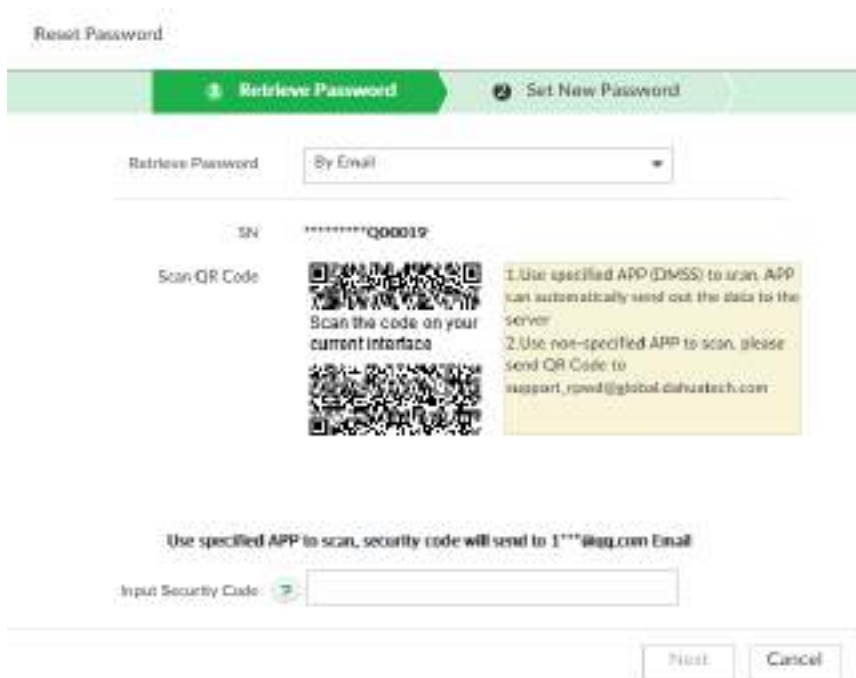 Reset Password
1 Retrieve Password
2 Set New Password
Retrieve Password
By Email
SN
*********Q00019
Scan QR Code
Scan the code on your
current interface
1.Use specified APP (DMSS) to scan, APP
can automatically send out the data to the
server
2.Use non-specified APP to scan, please
send QR Code to
support_rpwd@global.dahuatech.com
Use specified APP to scan, security code will send to 1***@qq.com Email
Input Security Code
?
Next
Cancel